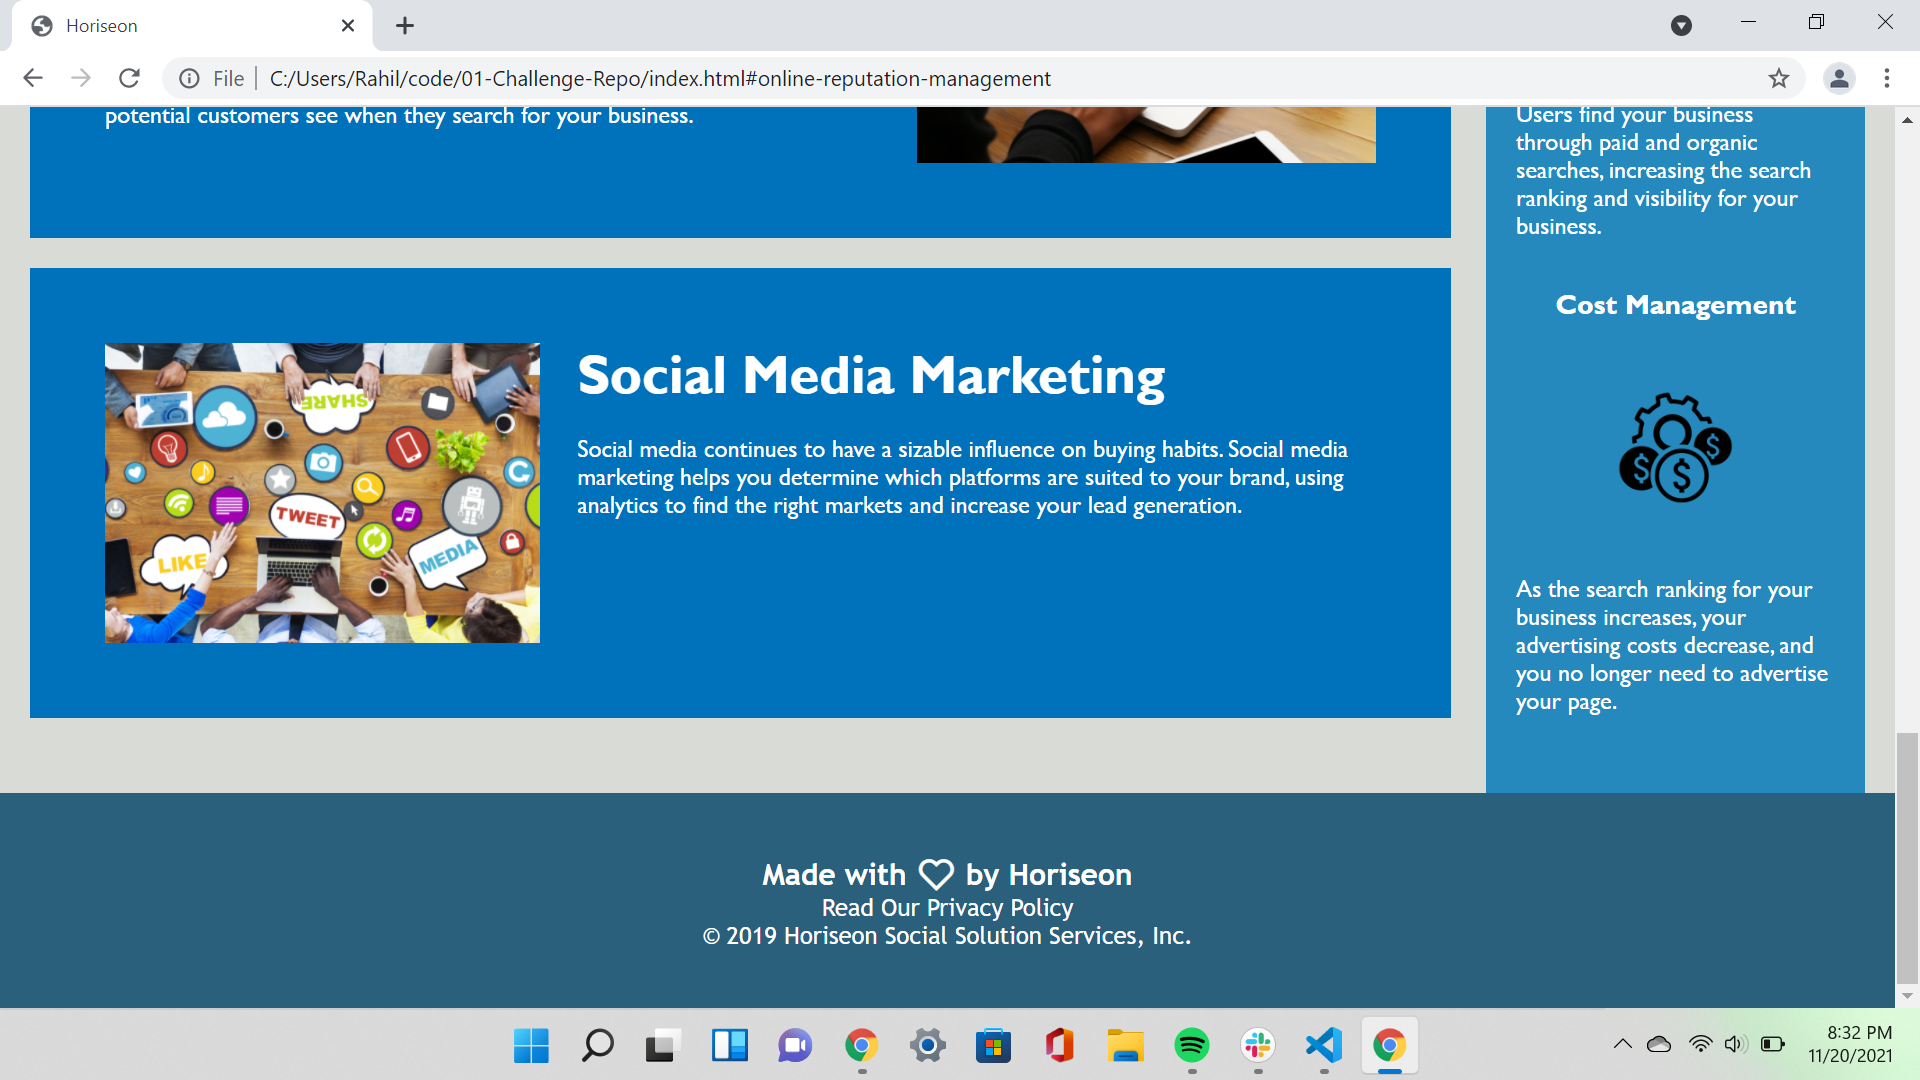 Horiseon
File
C:/Users/Rahil/code/01-Challenge-Repo/index.html#online-reputation-management
potential customers see when they search for your business.
Users find your business
through paid and organic
searches, increasing the search
ranking and visibility for your
business.
Cost Management
As the search ranking for your
business increases, your
advertising costs decrease, and
you no longer need to advertise
your page.
SHARE
TWEET
LIKE
MEDIA
Social Media Marketing
Social media continues to have a sizable influence on buying habits. Social media
marketing helps you determine which platforms are suited to your brand, using
analytics to find the right markets and increase your lead generation.
Made with by Horiseon
Read Our Privacy Policy
© 2019 Horiseon Social Solution Services, Inc.
8:32 PM
11/20/2021